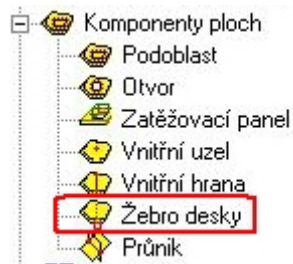 Komponenty ploch
Podoblast
Otvor
Zatěžovací panel
Vnitřní uzel
Vnitřní hrana
Žebro desky
Průnik